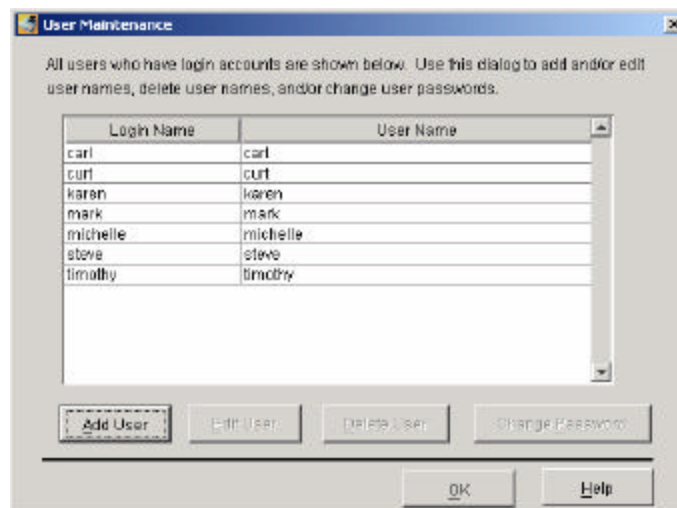 User Maintenance
All users who have login accounts are shown below. Use this dialog to add and/or edit
user names, delete user names, and/or change user passwords.
Login Name User Name
carl carl
curt curt
karen karen
mark mark
michelle michelle
steve steve
timothy timothy
Add User Edit User Delete User Change Password
OK Help